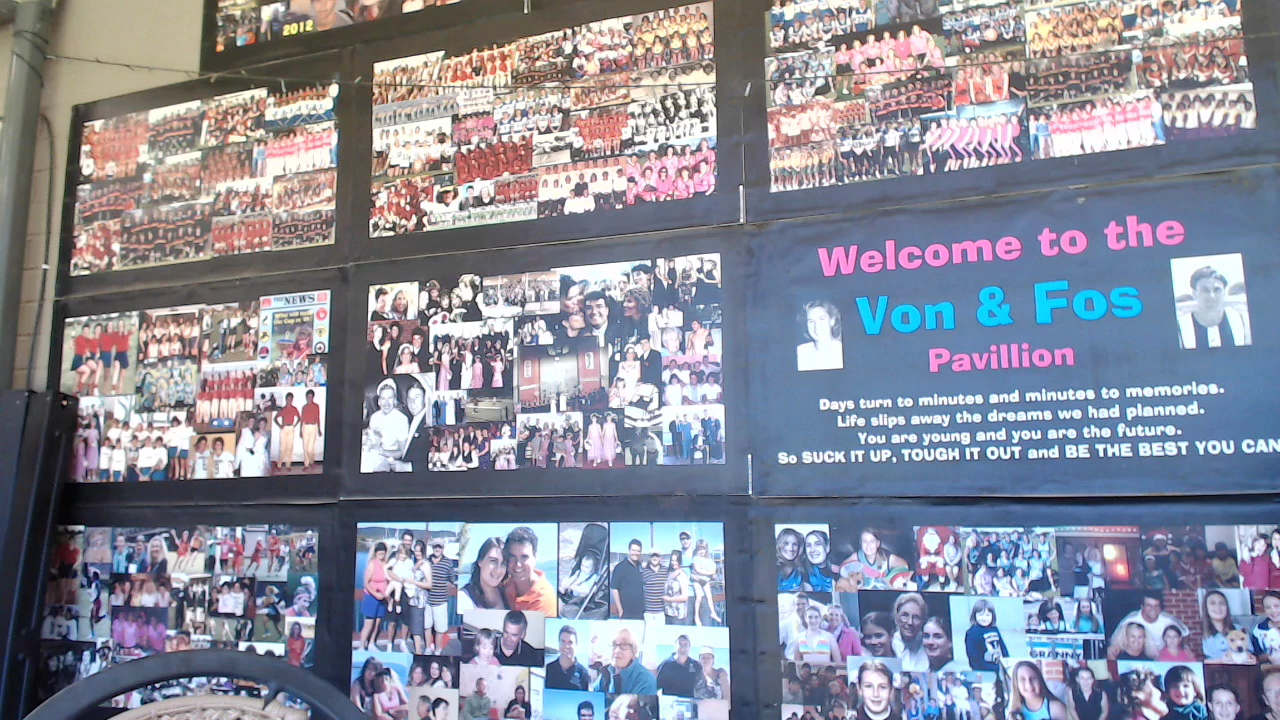 2012
NEWS
Welcome to the
Von & Fos
Pavillion
Days turn to minutes and minutes to memories.
Life slips away the dreams we had planned.
You are young and you are the future.
So SUCK IT UP, TOUGH IT OUT and BE THE BEST YOU CAN
GRANNY